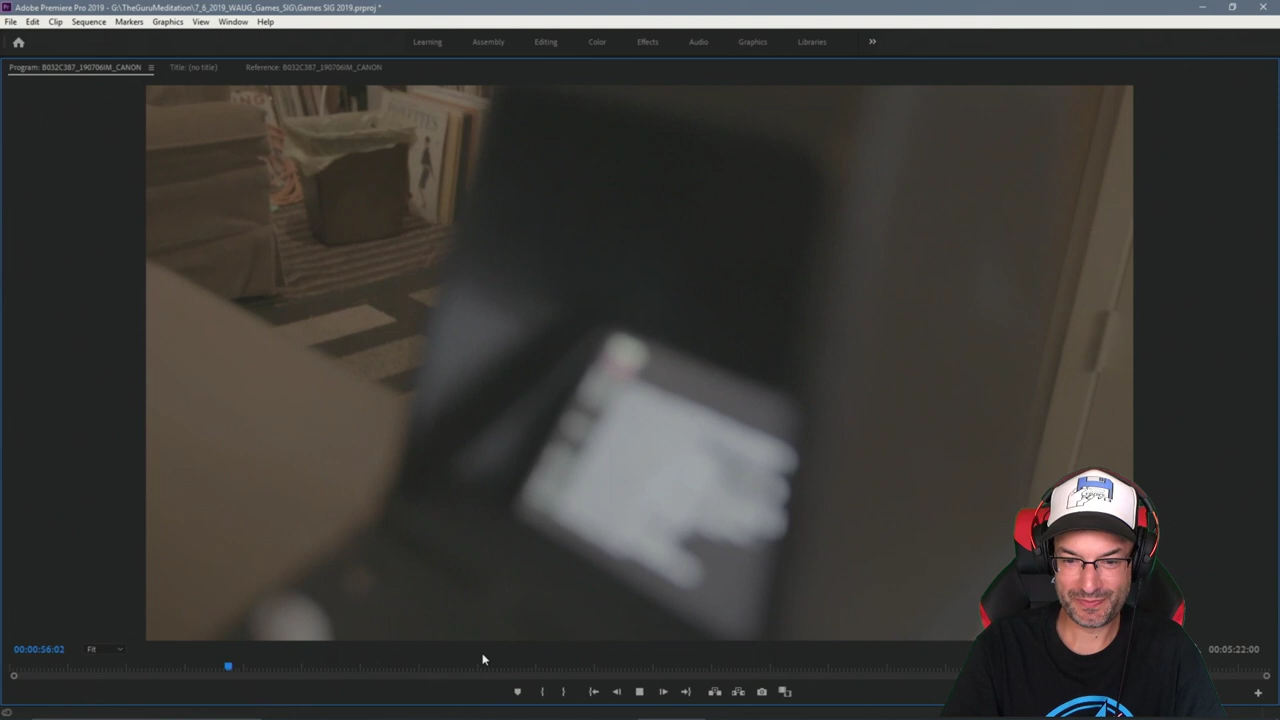 Adobe Premiere Pro 2019 - G:\TheGuruMeditation\7_6_2019_WAUG_Games_SIG\Games SIG 2019.prproj *
File Edit Clip Sequence Markers Graphics View Window Help
Learning Assembly Editing Color Effects Audio Graphics Libraries
Program: B032C387_190706IM_CANON Title: (no title) Reference: B032C387_190706IM_CANON
00:00:56:02 Fit 00:05:22:00